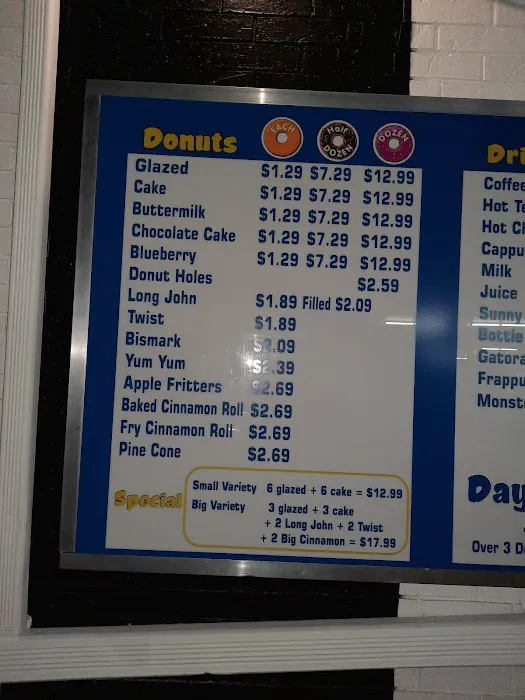 Donuts EACH Half DOZEN DOZEN
Glazed $1.29 $7.29 $12.99
Cake $1.29 $7.29 $12.99
Buttermilk $1.29 $7.29 $12.99
Chocolate Cake $1.29 $7.29 $12.99
Blueberry $1.29 $7.29 $12.99
Donut Holes $2.59
Long John $1.89 Filled $2.09
Twist $1.89
Bismark $2.09
Yum Yum $2.39
Apple Fritters $2.69
Baked Cinnamon Roll $2.69
Fry Cinnamon Roll $2.69
Pine Cone $2.69
Special
Small Variety 6 glazed + 6 cake = $12.99
Big Variety 3 glazed + 3 cake
+ 2 Long John + 2 Twist
+ 2 Big Cinnamon = $17.99
Dri
Coffee
Hot Te
Hot Ch
Cappu
Milk
Juice
Sunny
Bottle
Gatora
Frappu
Monst
Day
Over 3 D